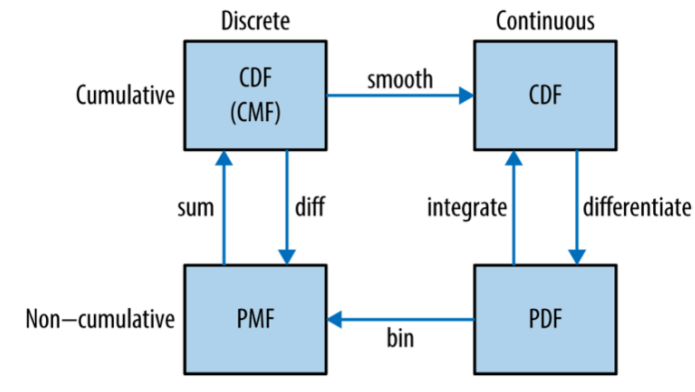 Discrete
Continuous
Cumulative
CDF
(CMF)
smooth
CDF
sum
diff
integrate
differentiate
Non–cumulative
PMF
bin
PDF